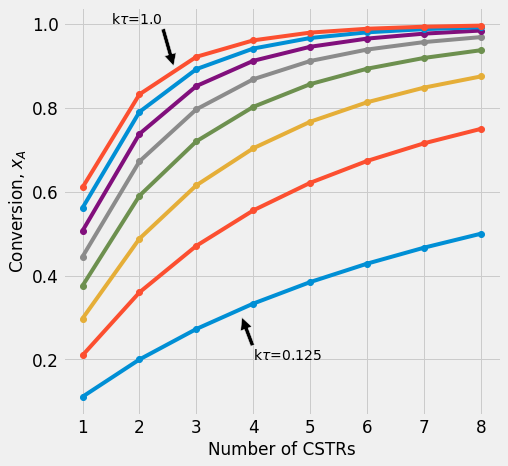 kτ=1.0
1.0
0.8
0.6
0.4
0.2
Conversion, x_A
kτ=0.125
1 2 3 4 5 6 7 8
Number of CSTRs